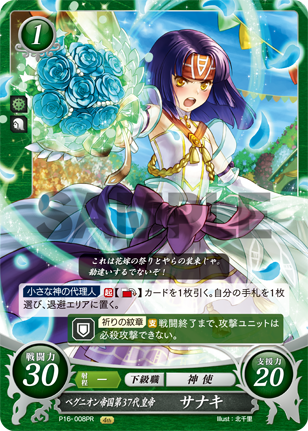 1
SAMPLE
これは花嫁の祭りとやらの装束じゃ。
勘違いするでないぞ!
小さな神の代理人 起【】カードを1枚引く。自分の手札を1枚
選び、退避エリアに置く。
祈りの紋章 防 戦闘終了まで、攻撃ユニットは
必殺攻撃できない。
戦闘力
30
射程 一 下級職 神使
支援力
20
ベグニオン帝国第37代皇帝 サナキ
P16-008PR
Illust:北千里